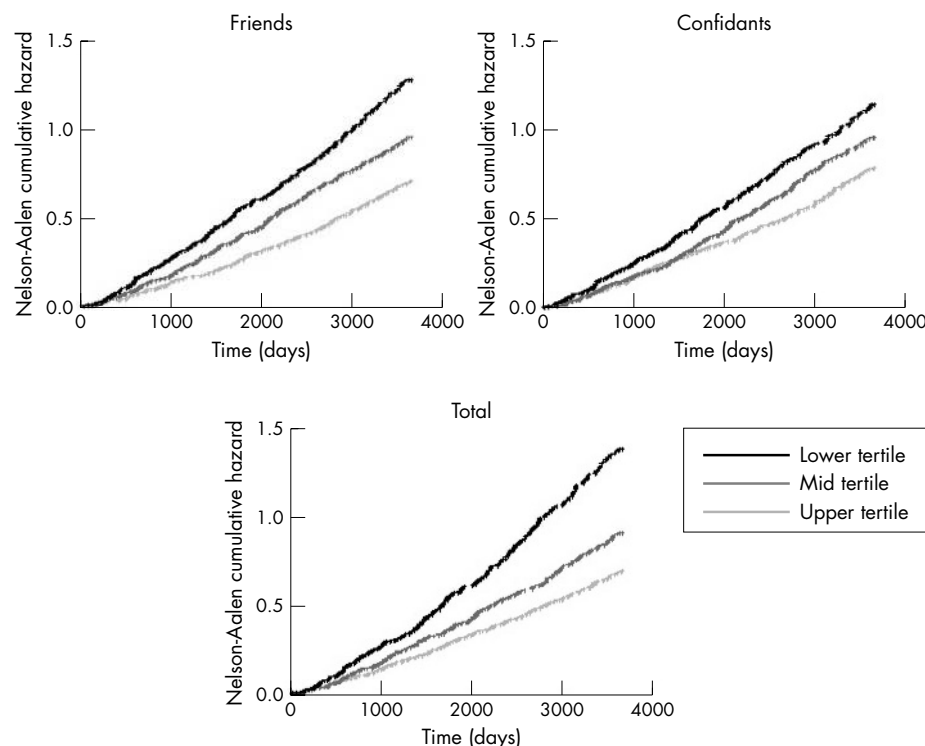 Friends
Nelson-Aalen cumulative hazard
1.5
1.0
0.5
0.0
0 1000 2000 3000 4000
Time (days)
Confidants
Nelson-Aalen cumulative hazard
1.5
1.0
0.5
0.0
0 1000 2000 3000 4000
Time (days)
Total
Nelson-Aalen cumulative hazard
1.5
1.0
0.5
0.0
0 1000 2000 3000 4000
Time (days)
Lower tertile
Mid tertile
Upper tertile